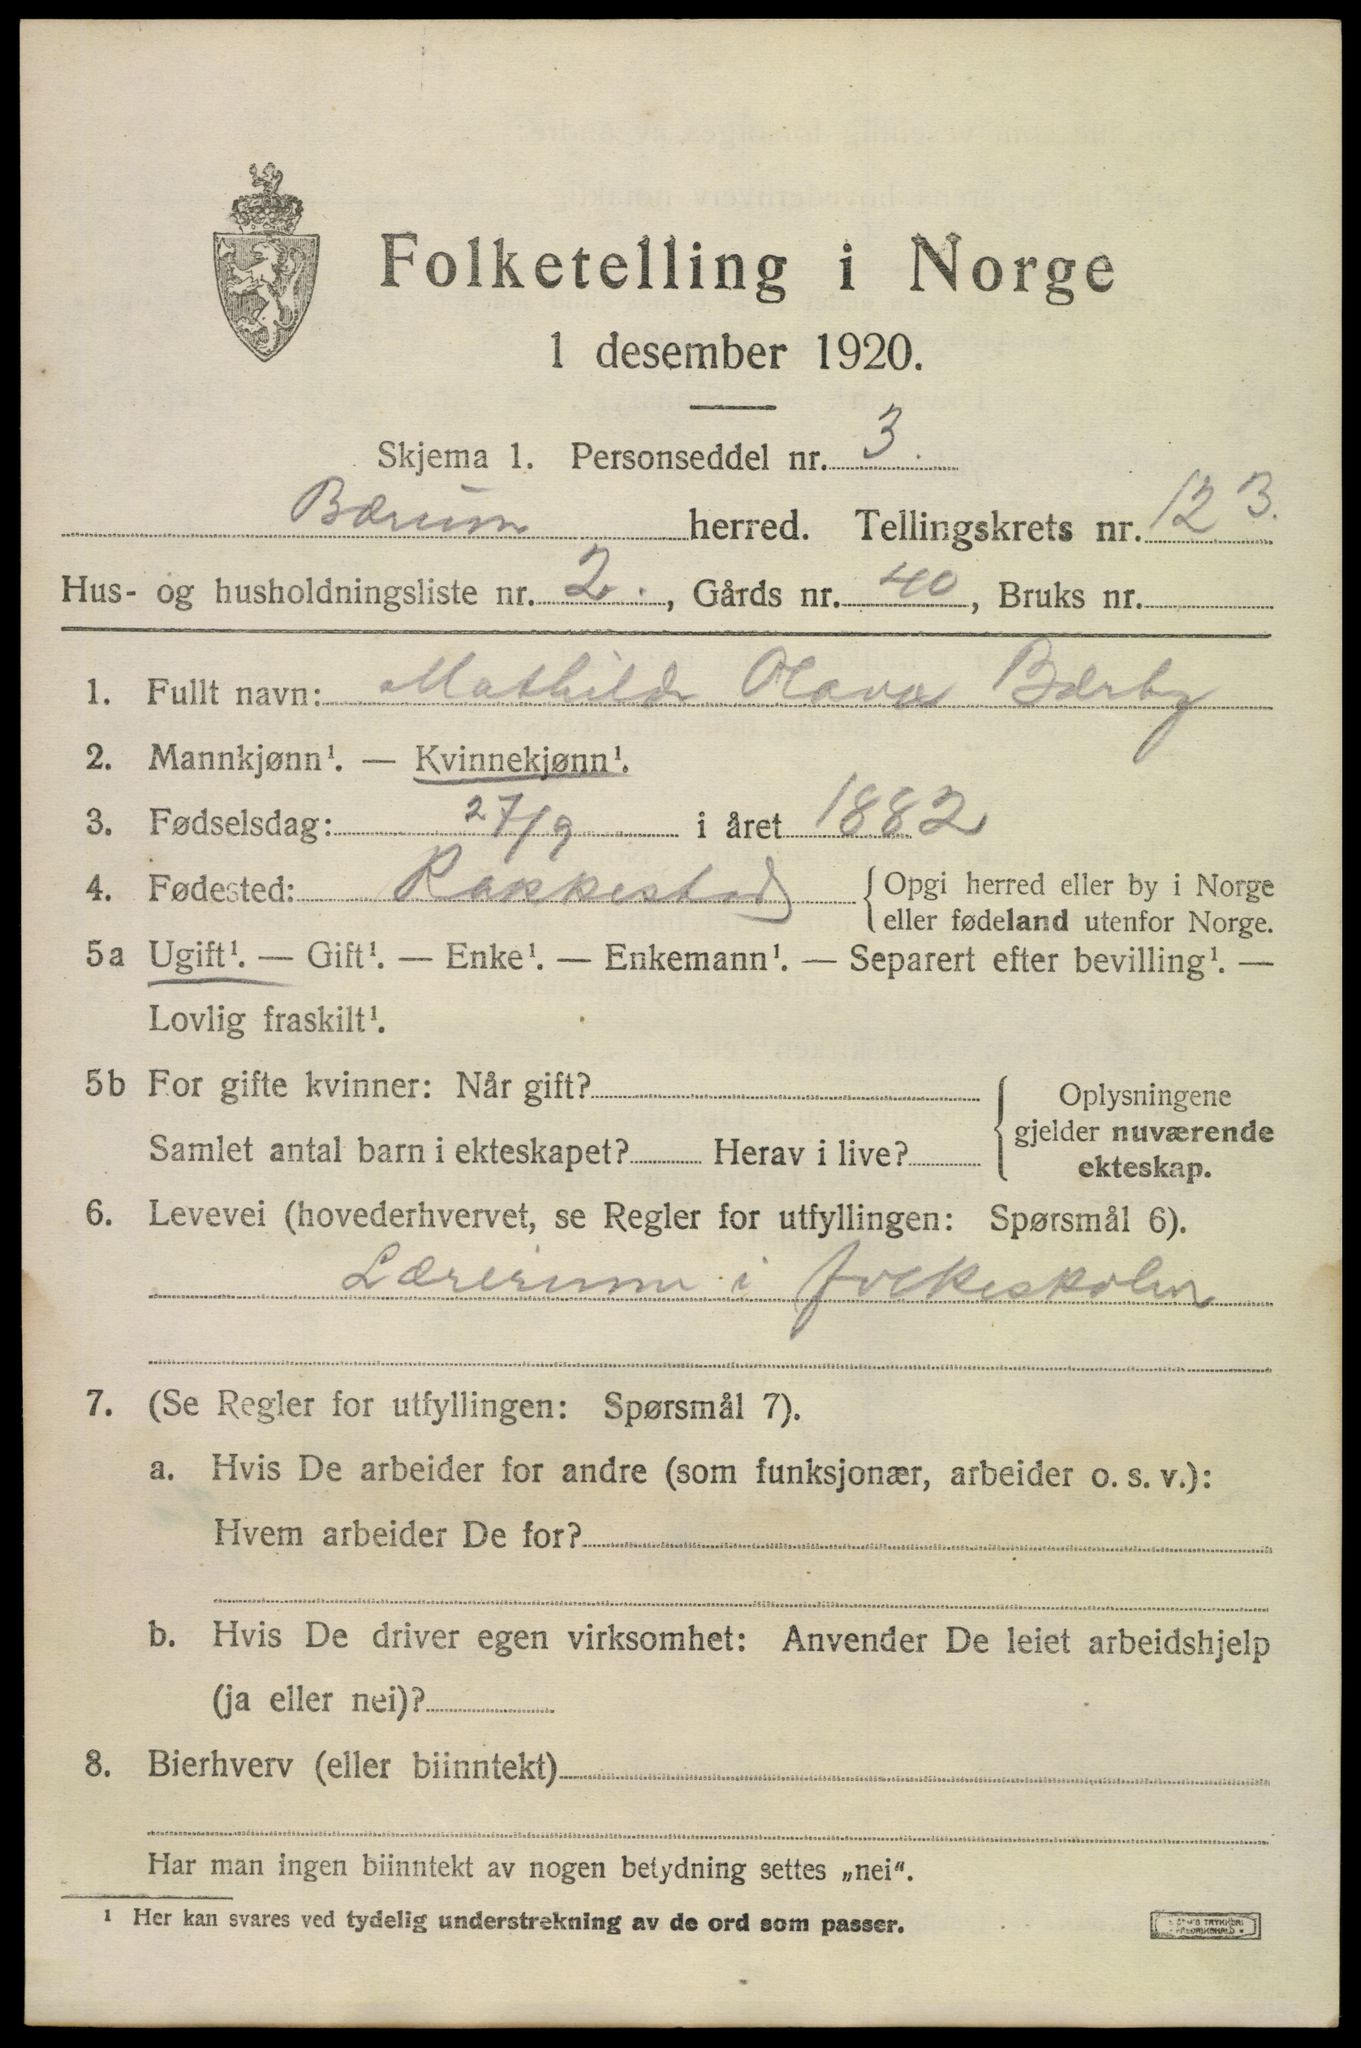 Folketelling i Norge
1 desember 1920.
Skjema 1. Personseddel nr. 3.
Bærum herred. Tellingskrets nr. 12 3.
Hus- og husholdningsliste nr. 2., Gårds nr. 40, Bruks nr.
1. Fullt navn: Mathilde Olava Bærby
2. Mannkjønn¹. — Kvinnekjønn¹.
3. Fødselsdag: 27/9 i året 1882
4. Fødested: Rakkestad { Opgi herred eller by i Norge
eller fødeland utenfor Norge.
5a Ugift¹. — Gift¹. — Enke¹. — Enkemann¹. — Separert efter bevilling¹. —
Lovlig fraskilt¹.
5b For gifte kvinner: Når gift? { Oplysningene
gjelder nuværende
Samlet antal barn i ekteskapet? Herav i live? ekteskap.
6. Levevei (hovederhvervet, se Regler for utfyllingen: Spørsmål 6).
Lærerinne i folkeskolen
7. (Se Regler for utfyllingen: Spørsmål 7).
a. Hvis De arbeider for andre (som funksjonær, arbeider o. s. v.):
Hvem arbeider De for?
b. Hvis De driver egen virksomhet: Anvender De leiet arbeidshjelp
(ja eller nei)?
8. Bierhverv (eller biinntekt)
Har man ingen biinntekt av nogen betydning settes „nei".
¹ Her kan svares ved tydelig understrekning av de ord som passer.